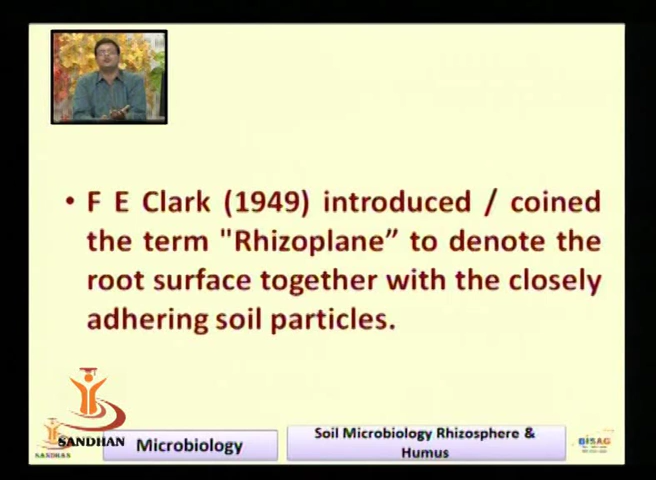 • F E Clark (1949) introduced / coined
the term "Rhizoplane” to denote the
root surface together with the closely
adhering soil particles.
SANDHAN
SANDHAN
Microbiology
Soil Microbiology Rhizosphere &
Humus
BISAG